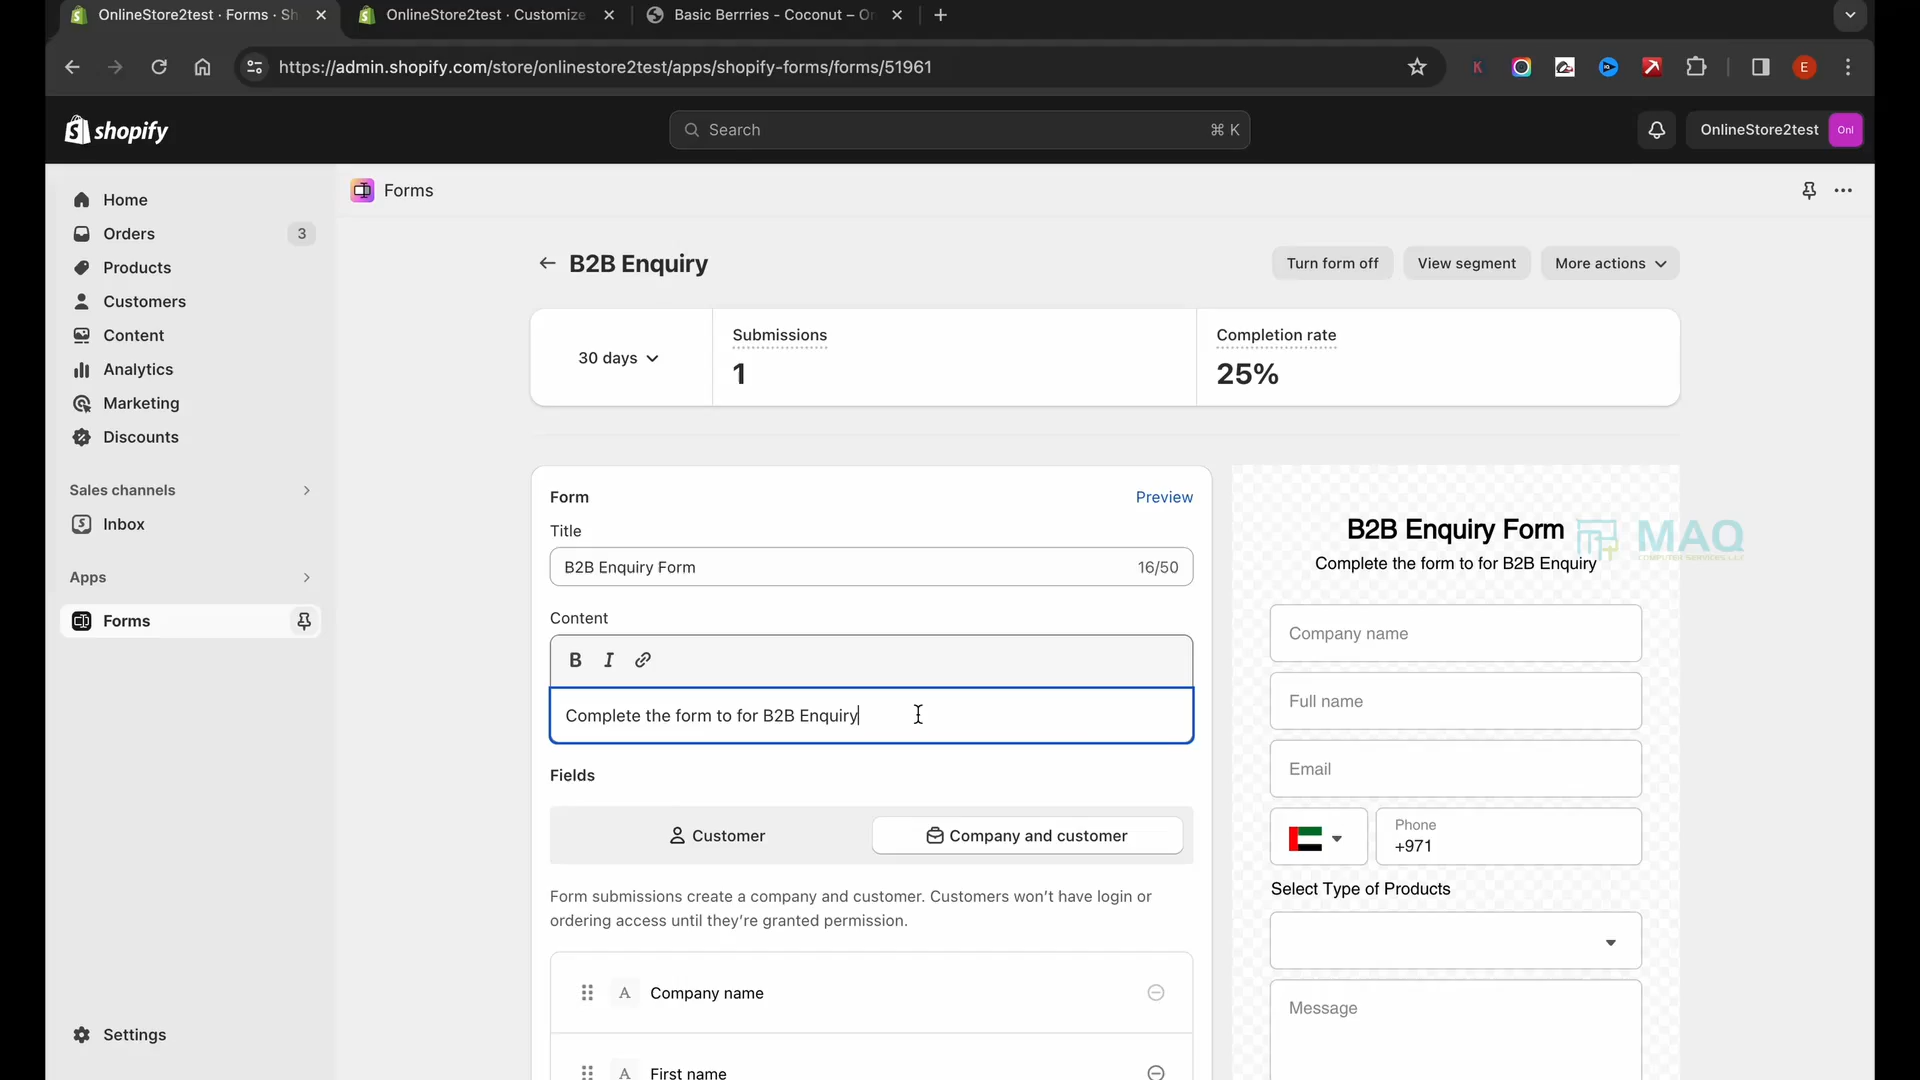 OnlineStore2test · Forms · Sh
OnlineStore2test · Customize
Basic Berrries - Coconut – On
https://admin.shopify.com/store/onlinestore2test/apps/shopify-forms/forms/51961
K
E
shopify
Search
⌘ K
OnlineStore2test
Onl
Home
Orders
3
Products
Customers
Content
Analytics
Marketing
Discounts
Sales channels
Inbox
Apps
Forms
Settings
Forms
B2B Enquiry
Turn form off
View segment
More actions
30 days
Submissions
1
Completion rate
25%
Form
Preview
Title
B2B Enquiry Form
16/50
Content
B I
Complete the form to for B2B Enquiry
Fields
Customer
Company and customer
Form submissions create a company and customer. Customers won't have login or
ordering access until they're granted permission.
A Company name
A First name
B2B Enquiry Form
Complete the form to for B2B Enquiry
MAQ
COMPUTER SERVICES LLC
Company name
Full name
Email
Phone
+971
Select Type of Products
Message